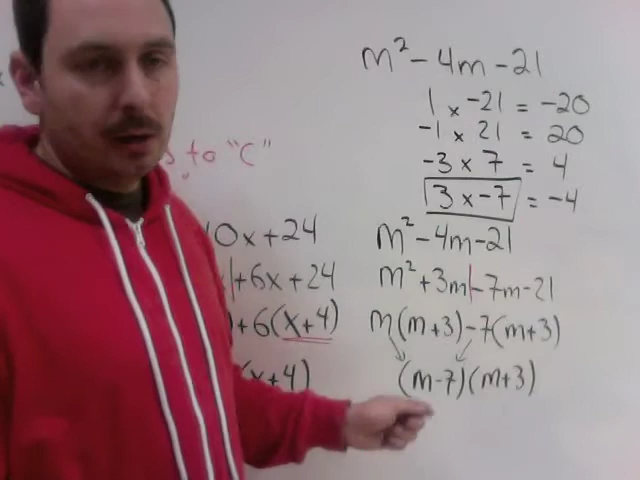 m² - 4m - 21
1 x -21 = -20
-1 x 21 = 20
-3 x 7 = 4
3 x -7 = -4
to "C"
0x + 24
+ 6x + 24
+ 6(x+4)
(x+4)
m² - 4m - 21
m² + 3m | - 7m - 21
m(m+3) - 7(m+3)
(m-7)(m+3)